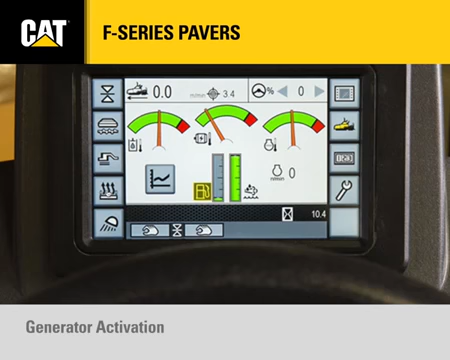 CAT
F-SERIES PAVERS
0.0
3.4
%
0
0
10.4
Generator Activation